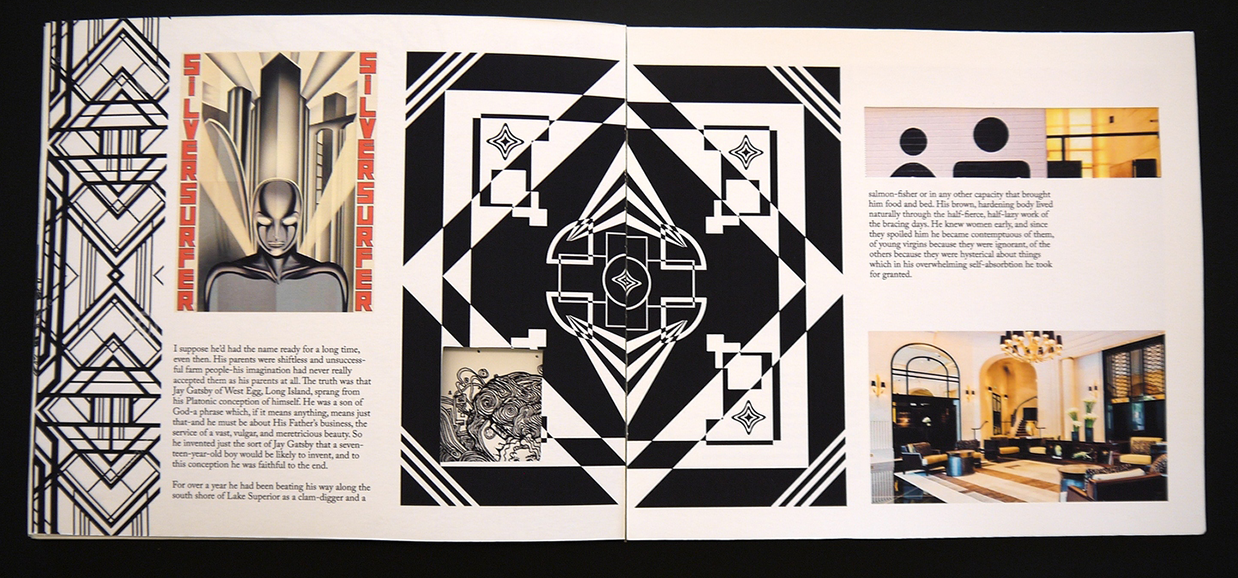 SILVERSURFER
SILVERSURFER
I suppose he'd had the name ready for a long time,
even then. His parents were shiftless and unsuccess-
ful farm people-his imagination had never really
accepted them as his parents at all. The truth was that
Jay Gatsby of West Egg, Long Island, sprang from
his Platonic conception of himself. He was a son of
God-a phrase which, if it means anything, means just
that-and he must be about His Father's business, the
service of a vast, vulgar, and meretricious beauty. So
he invented just the sort of Jay Gatsby that a seven-
teen-year-old boy would be likely to invent, and to
this conception he was faithful to the end.
For over a year he had been beating his way along the
south shore of Lake Superior as a clam-digger and a
salmon-fisher or in any other capacity that brought
him food and bed. His brown, hardening body lived
naturally through the half-fierce, half-lazy work of
the bracing days. He knew women early, and since
they spoiled him he became contemptuous of them,
of young virgins because they were ignorant, of the
others because they were hysterical about things
which in his overwhelming self-absorbtion he took
for granted.